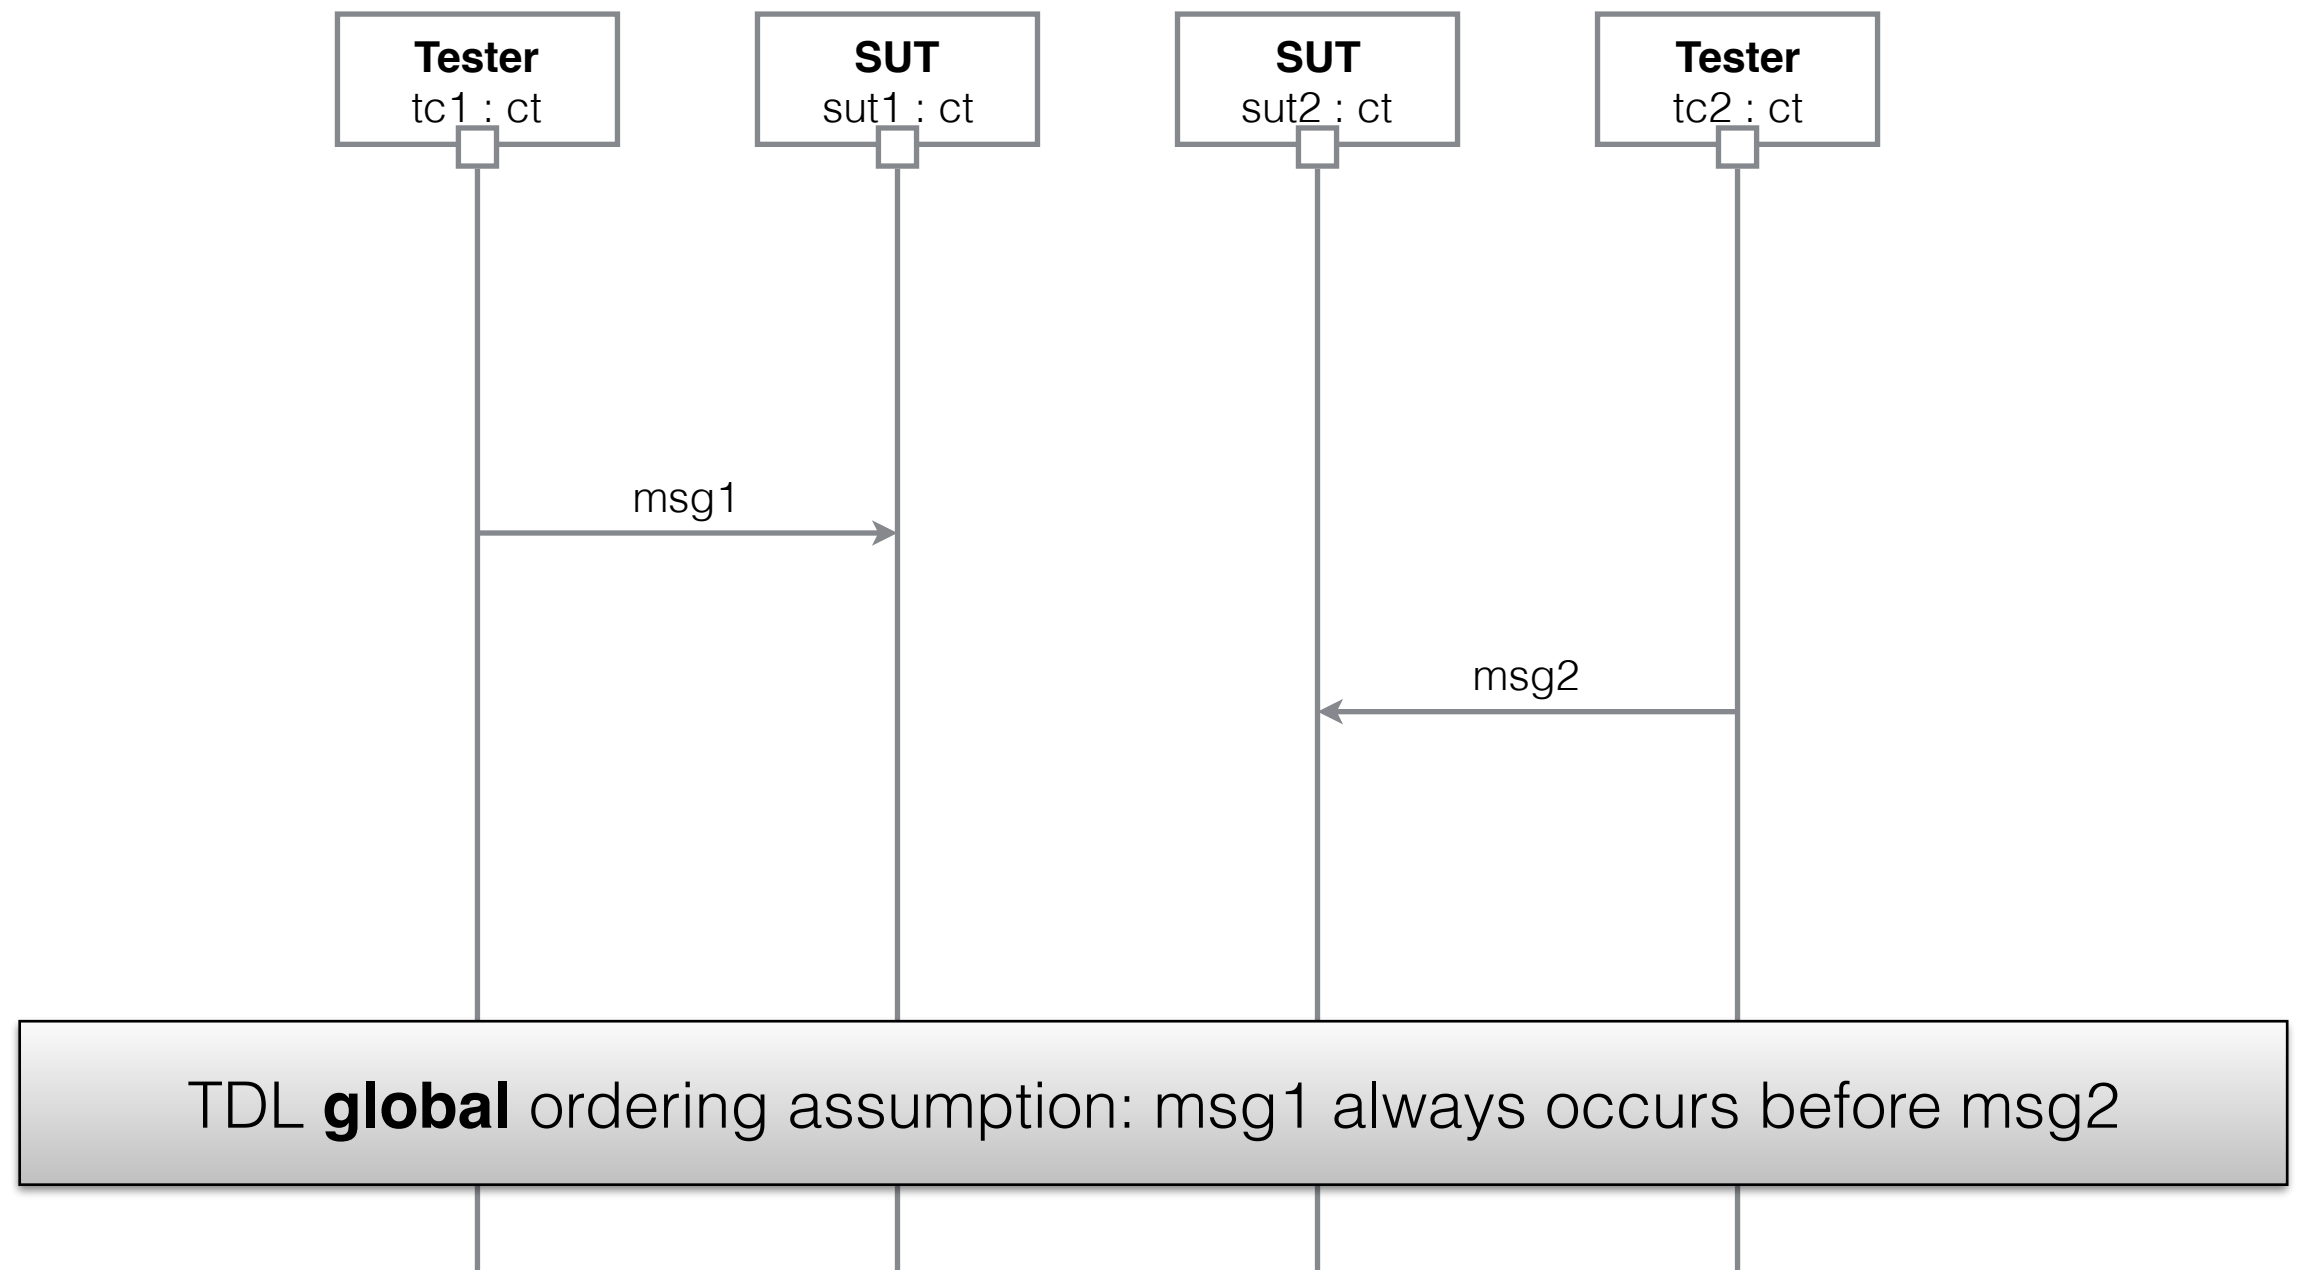 Tester
tc1 : ct
SUT
sut1 : ct
SUT
sut2 : ct
Tester
tc2 : ct
msg1
msg2
TDL global ordering assumption: msg1 always occurs before msg2